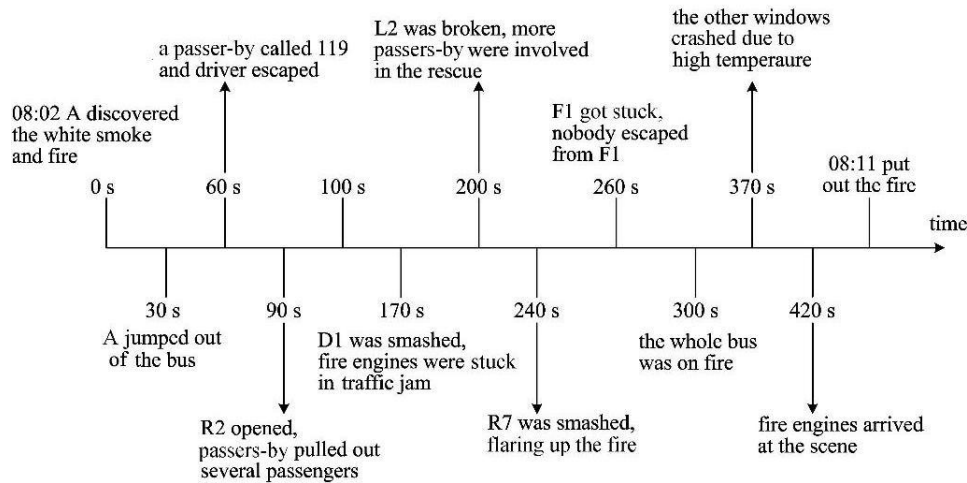 a passer-by called 119
and driver escaped
L2 was broken, more
passers-by were involved
in the rescue
the other windows
crashed due to
high temperaure
08:02 A discovered
the white smoke
and fire
F1 got stuck,
nobody escaped
from F1
08:11 put
out the fire
0 s
60 s
100 s
200 s
260 s
370 s
time
30 s
90 s
170 s
240 s
300 s
420 s
A jumped out
of the bus
D1 was smashed,
fire engines were stuck
in traffic jam
the whole bus
was on fire
R2 opened,
passers-by pulled out
several passengers
R7 was smashed,
flaring up the fire
fire engines arrived
at the scene